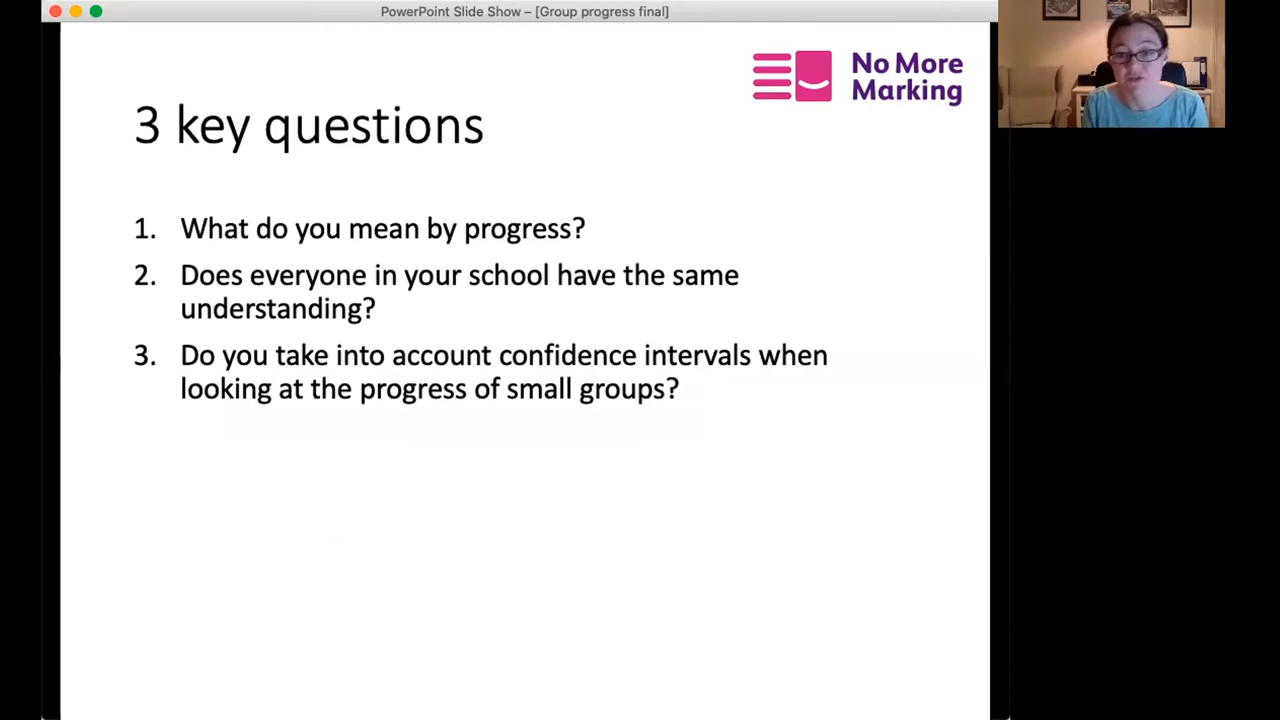 PowerPoint Slide Show – [Group progress final]
No More
Marking
3 key questions
1. What do you mean by progress?
2. Does everyone in your school have the same
understanding?
3. Do you take into account confidence intervals when
looking at the progress of small groups?